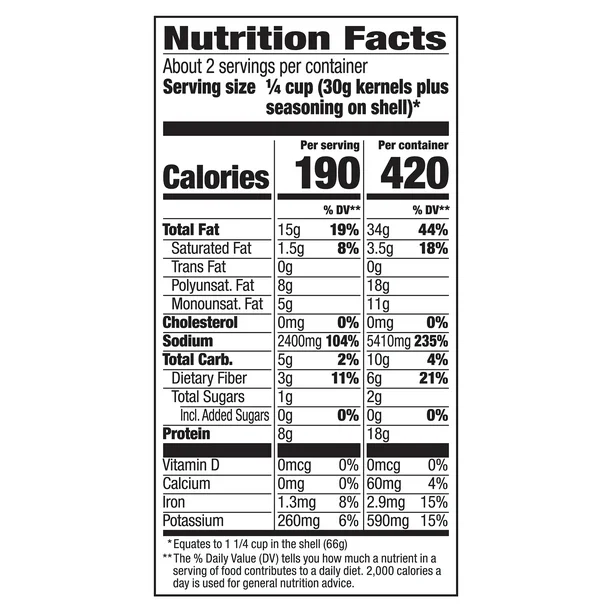 Nutrition Facts
About 2 servings per container
Serving size ¼ cup (30g kernels plus
seasoning on shell)*
Per serving Per container
Calories 190 420
% DV** % DV**
Total Fat 15g 19% 34g 44%
Saturated Fat 1.5g 8% 3.5g 18%
Trans Fat 0g 0g
Polyunsat. Fat 8g 18g
Monounsat. Fat 5g 11g
Cholesterol 0mg 0% 0mg 0%
Sodium 2400mg 104% 5410mg 235%
Total Carb. 5g 2% 10g 4%
Dietary Fiber 3g 11% 6g 21%
Total Sugars 1g 2g
Incl. Added Sugars 0g 0% 0g 0%
Protein 8g 18g
Vitamin D 0mcg 0% 0mcg 0%
Calcium 0mg 0% 60mg 4%
Iron 1.3mg 8% 2.9mg 15%
Potassium 260mg 6% 590mg 15%
* Equates to 1 1/4 cup in the shell (66g)
** The % Daily Value (DV) tells you how much a nutrient in a
serving of food contributes to a daily diet. 2,000 calories a
day is used for general nutrition advice.